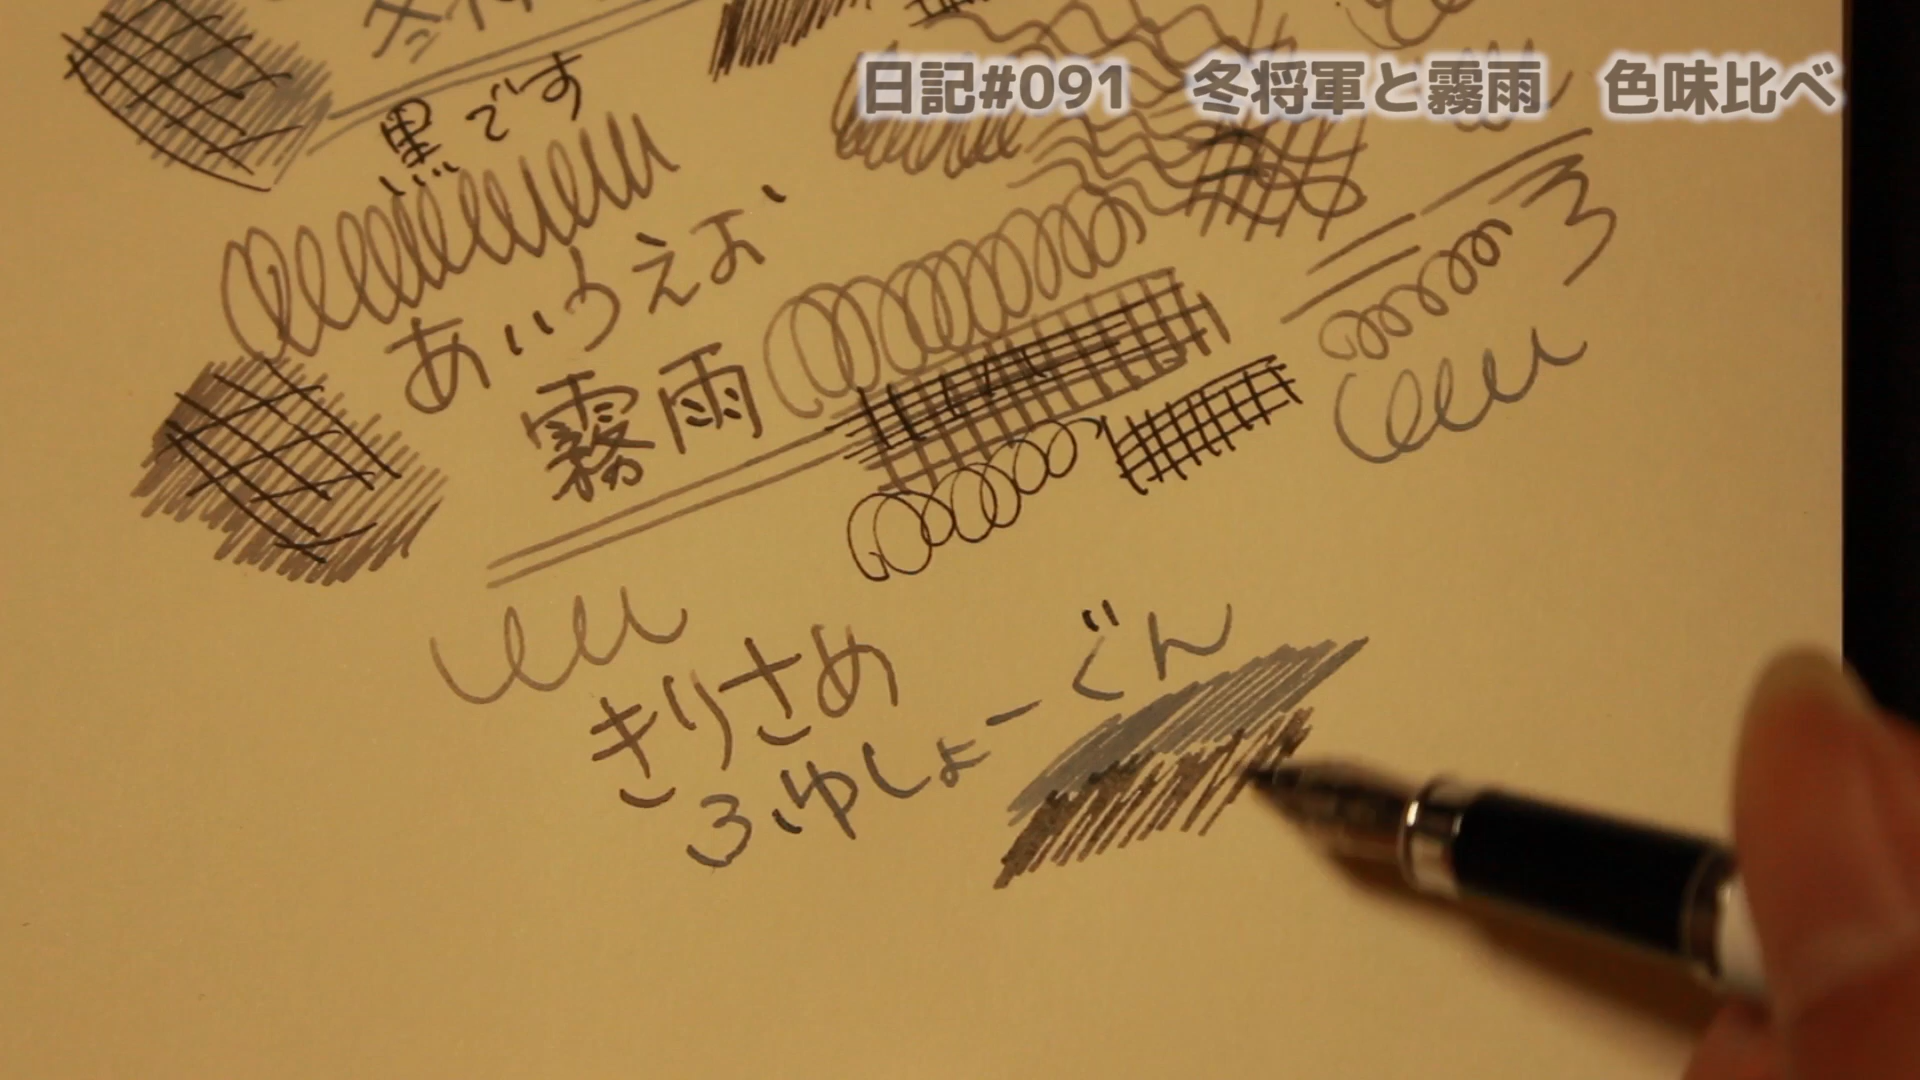 日記#091 冬将軍と霧雨 色味比べ
黒です
あいうえお
霧雨
きりさめ
ふゆしょーぐん